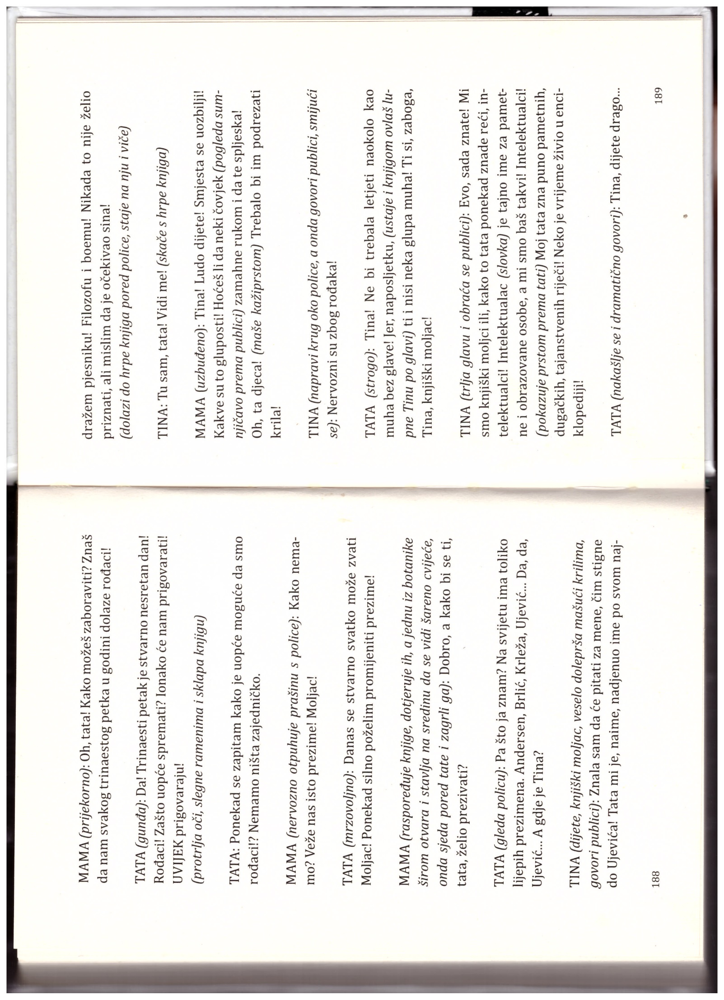 MAMA (prijekorno): Oh, tata! Kako možeš zaboraviti? Znaš
da nam svakog trinaestog petka u godini dolaze rođaci!
TATA (gunđa): Da! Trinaesti petak je stvarno nesretan dan!
Rođaci! Zašto uopće spremati? Ionako će nam prigovarati!
UVIJEK prigovaraju!
(protrlja oči, slegne ramenima i sklapa knjigu)
TATA: Ponekad se zapitam kako je uopće moguće da smo
rođaci!? Nemamo ništa zajedničko.
MAMA (nervozno otpuhuje prašinu s police): Kako nema-
mo? Veže nas isto prezime! Moljac!
TATA (mrzovoljno): Danas se stvarno svatko može zvati
Moljac! Ponekad silno poželim promijeniti prezime!
MAMA (raspoređuje knjige, dotjeruje ih, a jednu iz botanike
širom otvara i stavlja na sredinu da se vidi šareno cvijeće,
onda sjeda pored tate i zagrli ga): Dobro, a kako bi se ti,
tata, želio prezivati?
TATA (gleda policu): Pa što ja znam? Na svijetu ima toliko
lijepih prezimena. Andersen, Brlić, Krleža, Ujević... Da, da,
Ujević... A gdje je Tina?
TINA (dijete, knjiški moljac, veselo doleprša mašući krilima,
govori publici): Znala sam da će pitati za mene, čim stigne
do Ujevića! Tata mi je, naime, nadjenuo ime po svom naj-
188
dražem pjesniku! Filozofu i boemu! Nikada to nije želio
priznati, ali mislim da je očekivao sina!
(dolazi do hrpe knjiga pored police, staje na nju i viče)
TINA: Tu sam, tata! Vidi me! (skače s hrpe knjiga)
MAMA (uzbuđeno): Tina! Ludo dijete! Smjesta se uozbilji!
Kakve su to gluposti! Hoćeš li da neki čovjek (pogleda sum-
njičavo prema publici) zamahne rukom i da te spljeska!
Oh, ta djeca! (maše kažiprstom) Trebalo bi im podrezati
krila!
TINA (napravi krug oko police, a onda govori publici, smijući
se): Nervozni su zbog rođaka!
TATA (strogo): Tina! Ne bi trebala letjeti naokolo kao
muha bez glave! Jer, naposljetku, (ustaje i knjigom ovlaš lu-
pne Tinu po glavi) ti nisi neka glupa muha! Ti si, zaboga,
Tina, knjiški moljac!
TINA (trlja glavu i obraća se publici): Evo, sada znate! Mi
smo knjiški moljci ili, kako to tata ponekad znade reći, in-
telektualci! Intelektualac (slovka) je tajno ime za pamet-
ne i obrazovane osobe, a mi smo baš takvi! Intelektualci!
(pokazuje prstom prema tati) Moj tata zna puno pametnih,
dugačkih, tajanstvenih riječi! Neko je vrijeme živio u enci-
klopediji!
TATA (nakašlje se i dramatično govori): Tina, dijete drago...
189